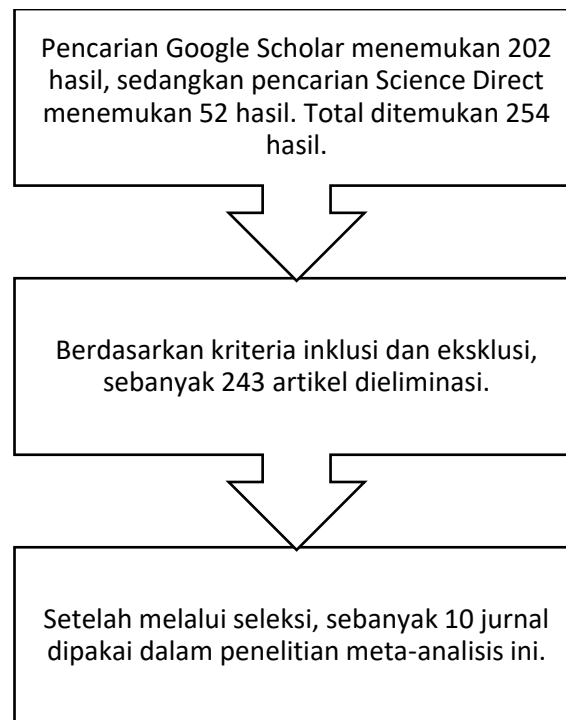 Pencarian Google Scholar menemukan 202
hasil, sedangkan pencarian Science Direct
menemukan 52 hasil. Total ditemukan 254
hasil.
Berdasarkan kriteria inklusi dan eksklusi,
sebanyak 243 artikel dieliminasi.
Setelah melalui seleksi, sebanyak 10 jurnal
dipakai dalam penelitian meta-analisis ini.